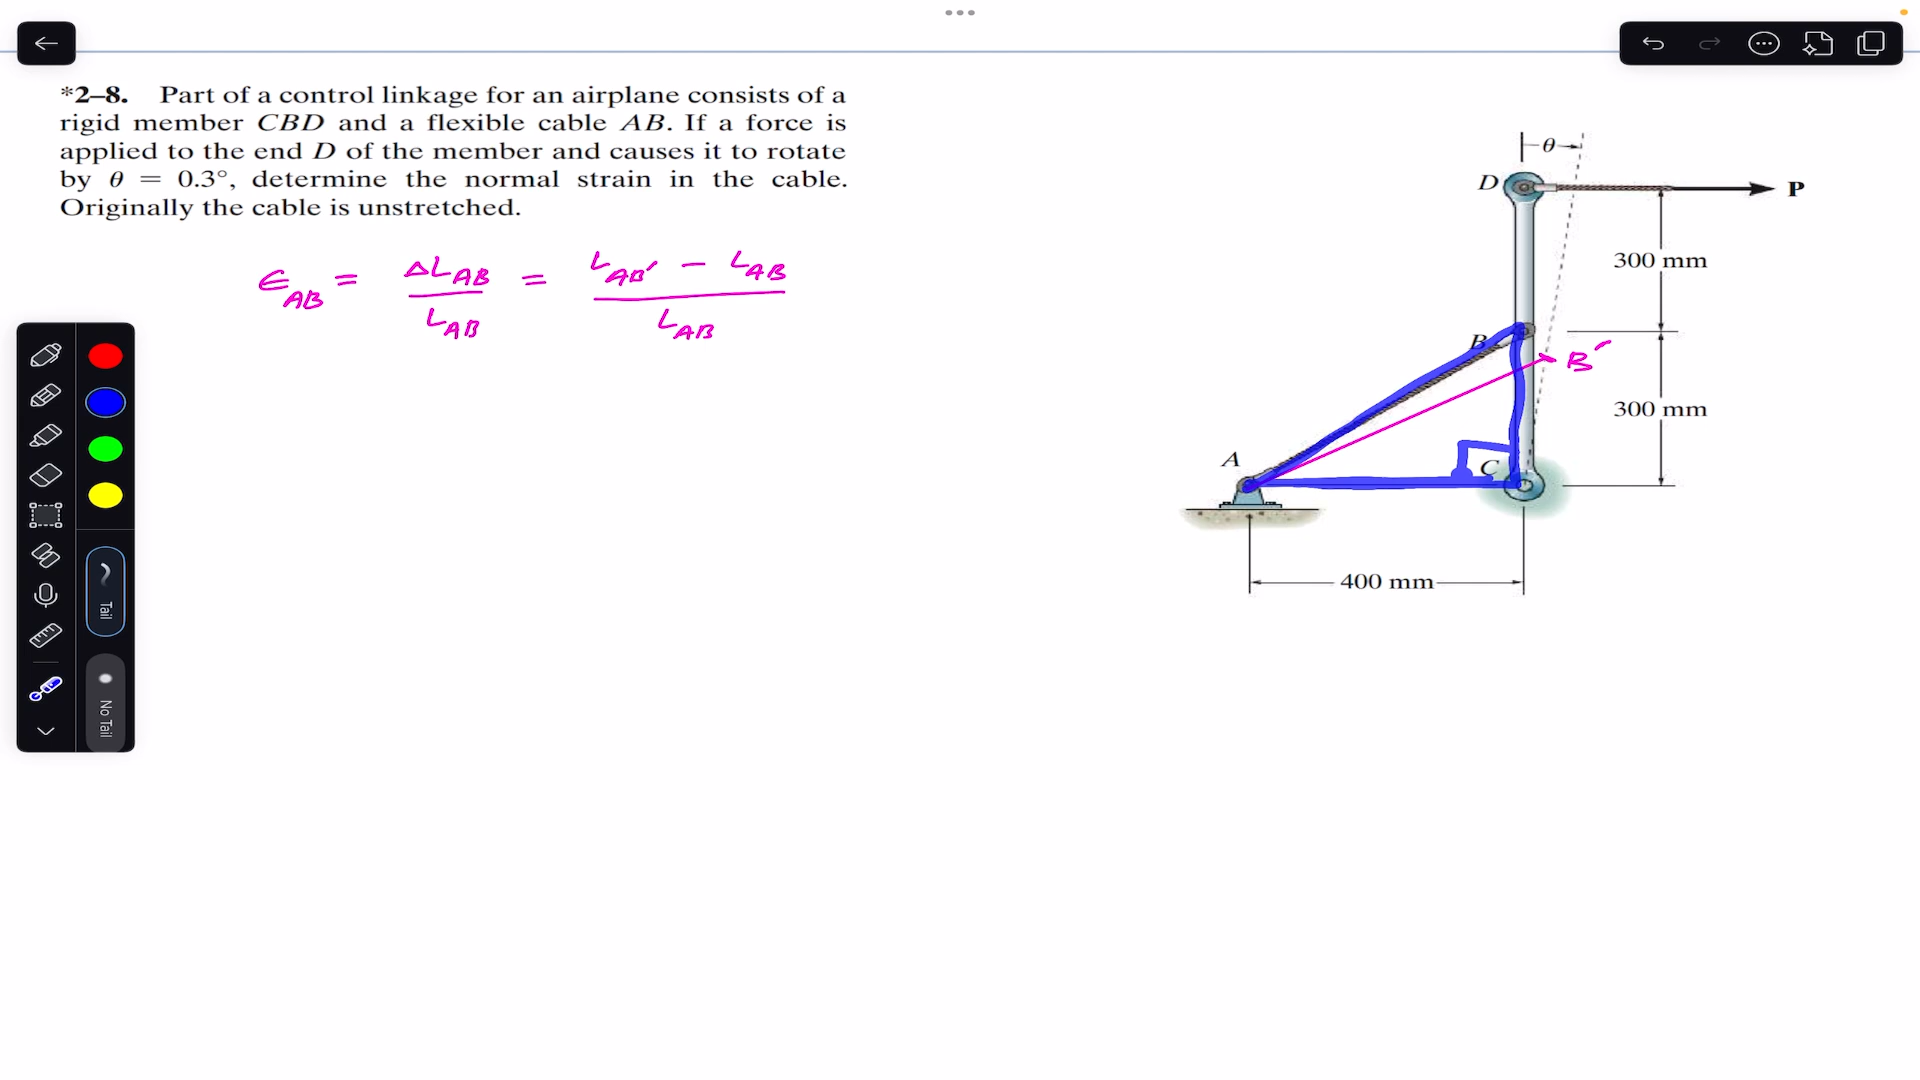 *2–8. Part of a control linkage for an airplane consists of a
rigid member CBD and a flexible cable AB. If a force is
applied to the end D of the member and causes it to rotate
by θ = 0.3°, determine the normal strain in the cable.
Originally the cable is unstretched.
ϵ_AB = ΔL_AB / L_AB = L_AB′ − L_AB / L_AB
θ
D
P
300 mm
B
B′
300 mm
A
C
400 mm
Tail
No Tail